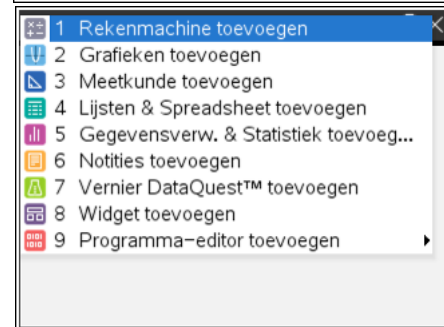 1 Rekenmachine toevoegen
2 Grafieken toevoegen
3 Meetkunde toevoegen
4 Lijsten & Spreadsheet toevoegen
5 Gegevensverw. & Statistiek toevoeg...
6 Notities toevoegen
7 Vernier DataQuest™ toevoegen
8 Widget toevoegen
9 Programma-editor toevoegen